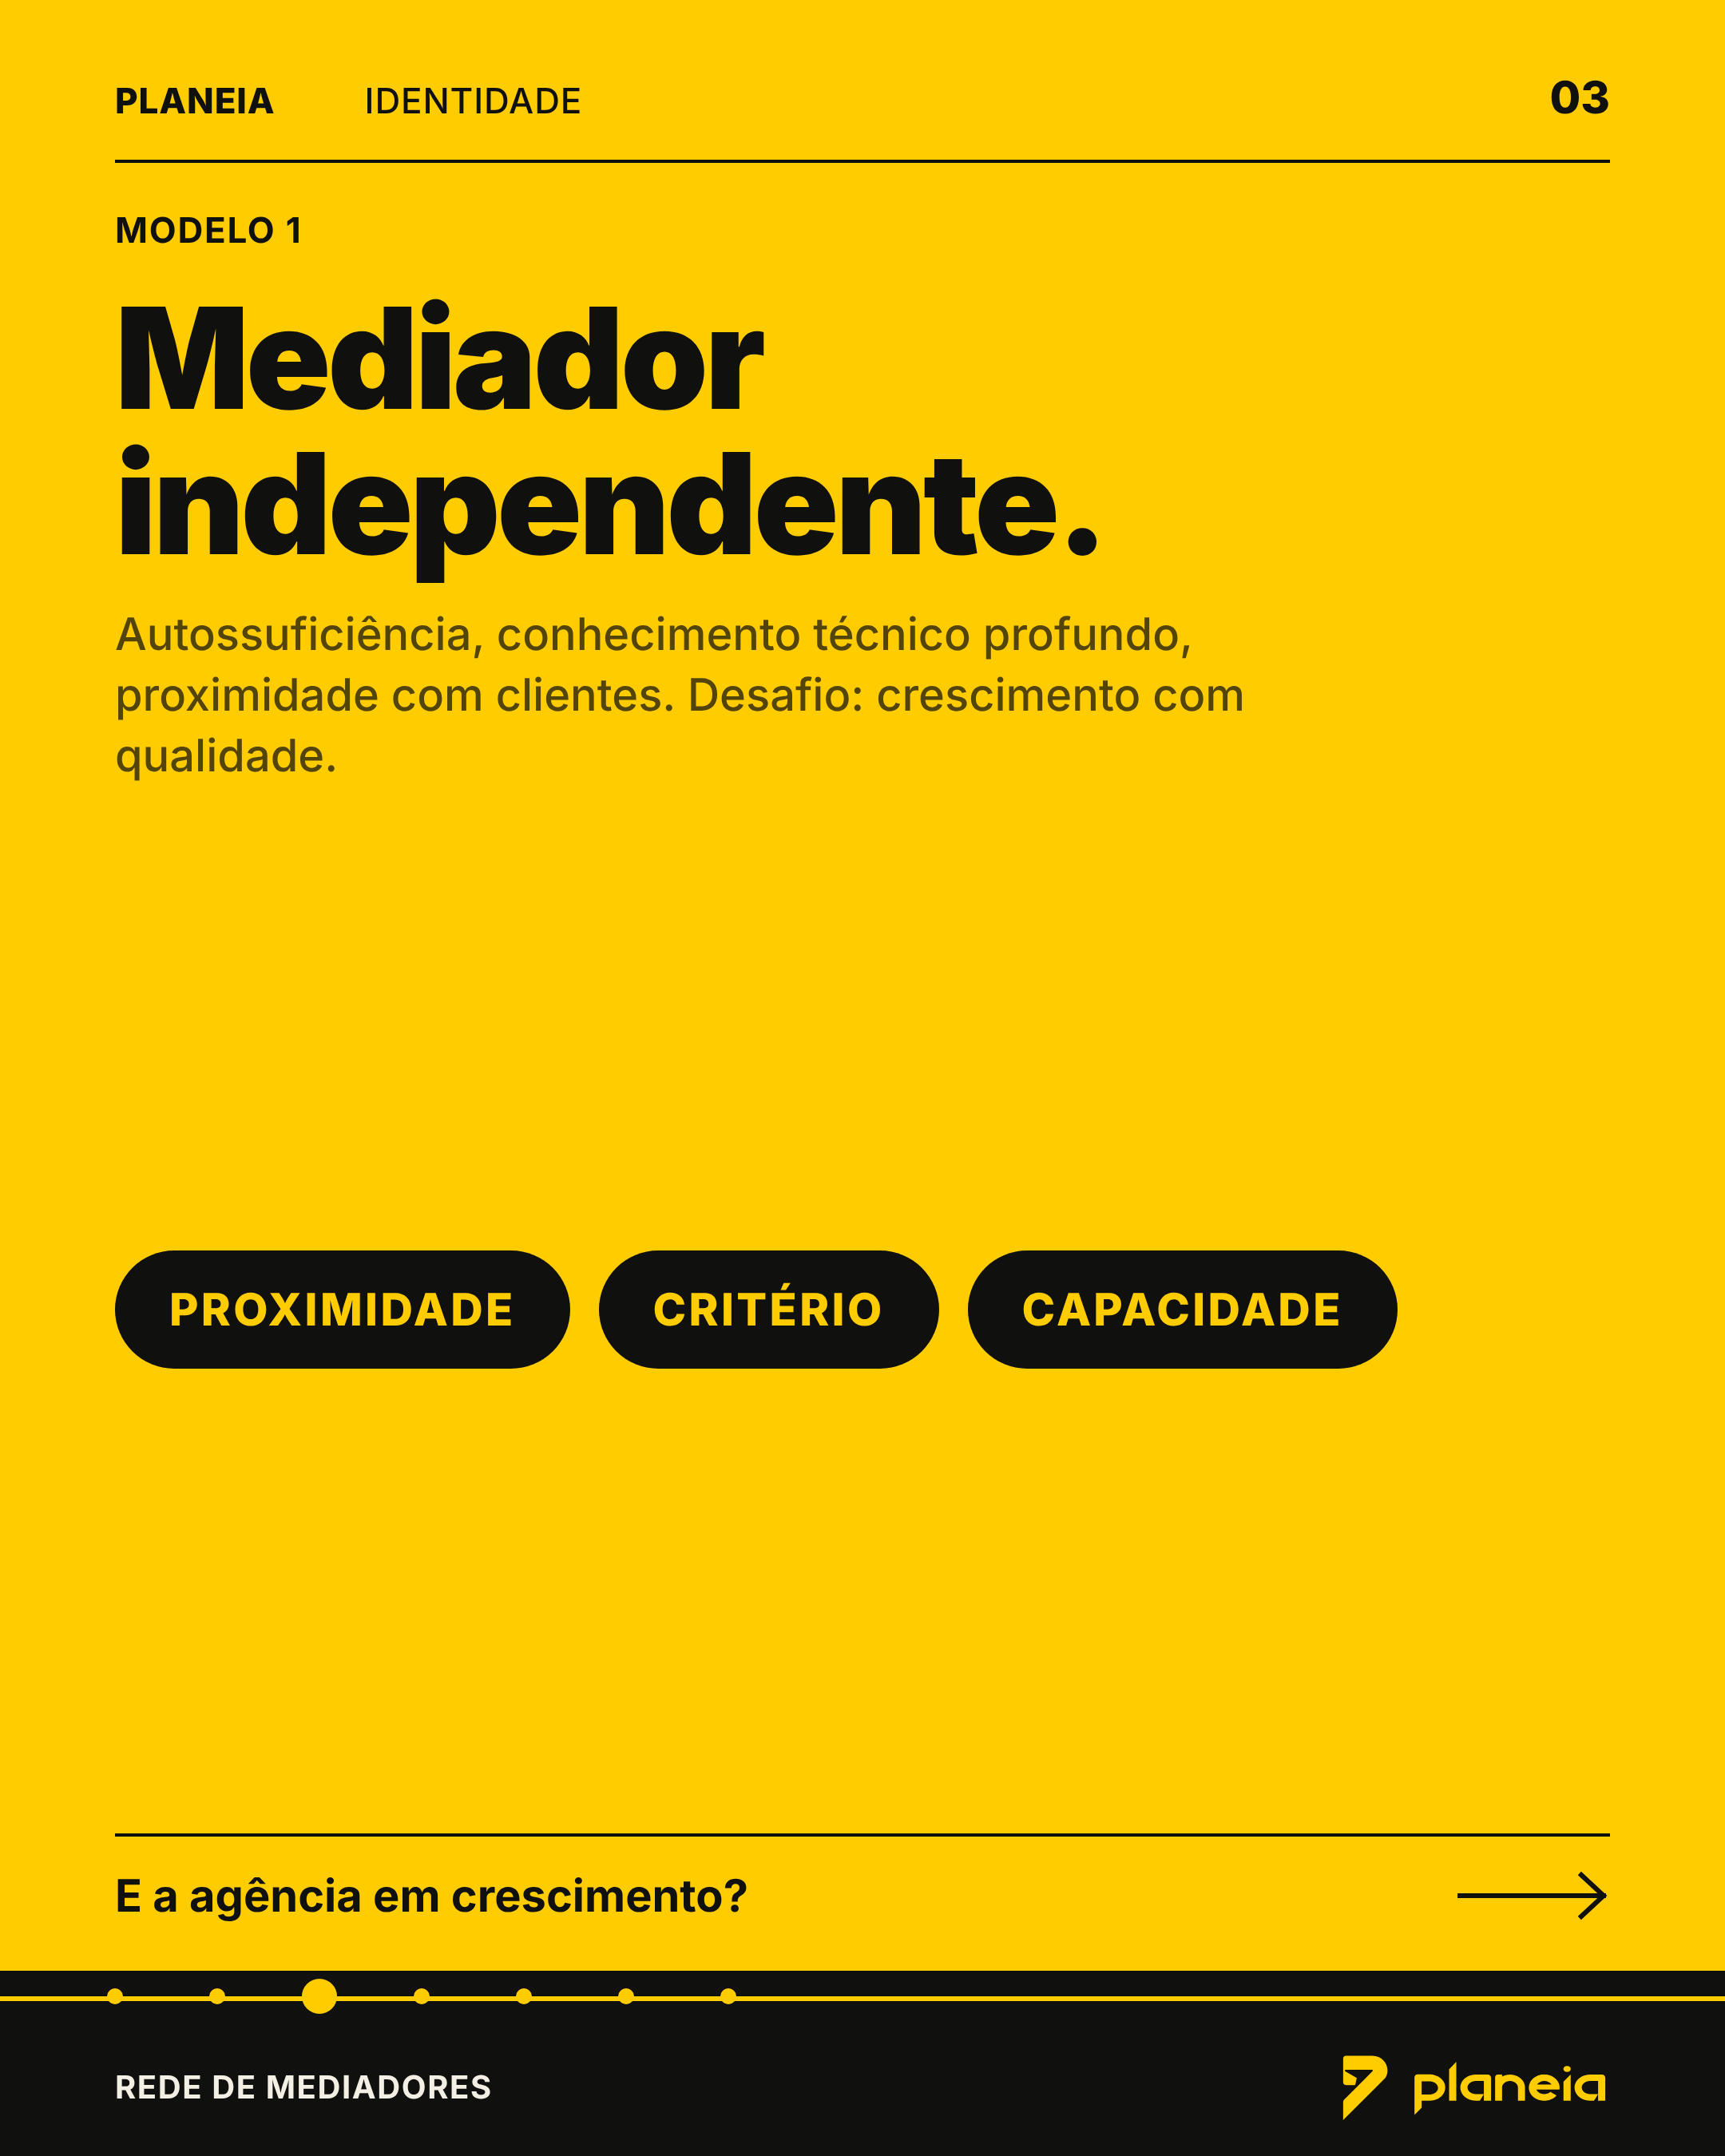 PLANEIA IDENTIDADE 03
MODELO 1
Mediador
independente.
Autossuficiência, conhecimento técnico profundo,
proximidade com clientes. Desafio: crescimento com
qualidade.
PROXIMIDADE CRITÉRIO CAPACIDADE
E a agência em crescimento?
REDE DE MEDIADORES planeia